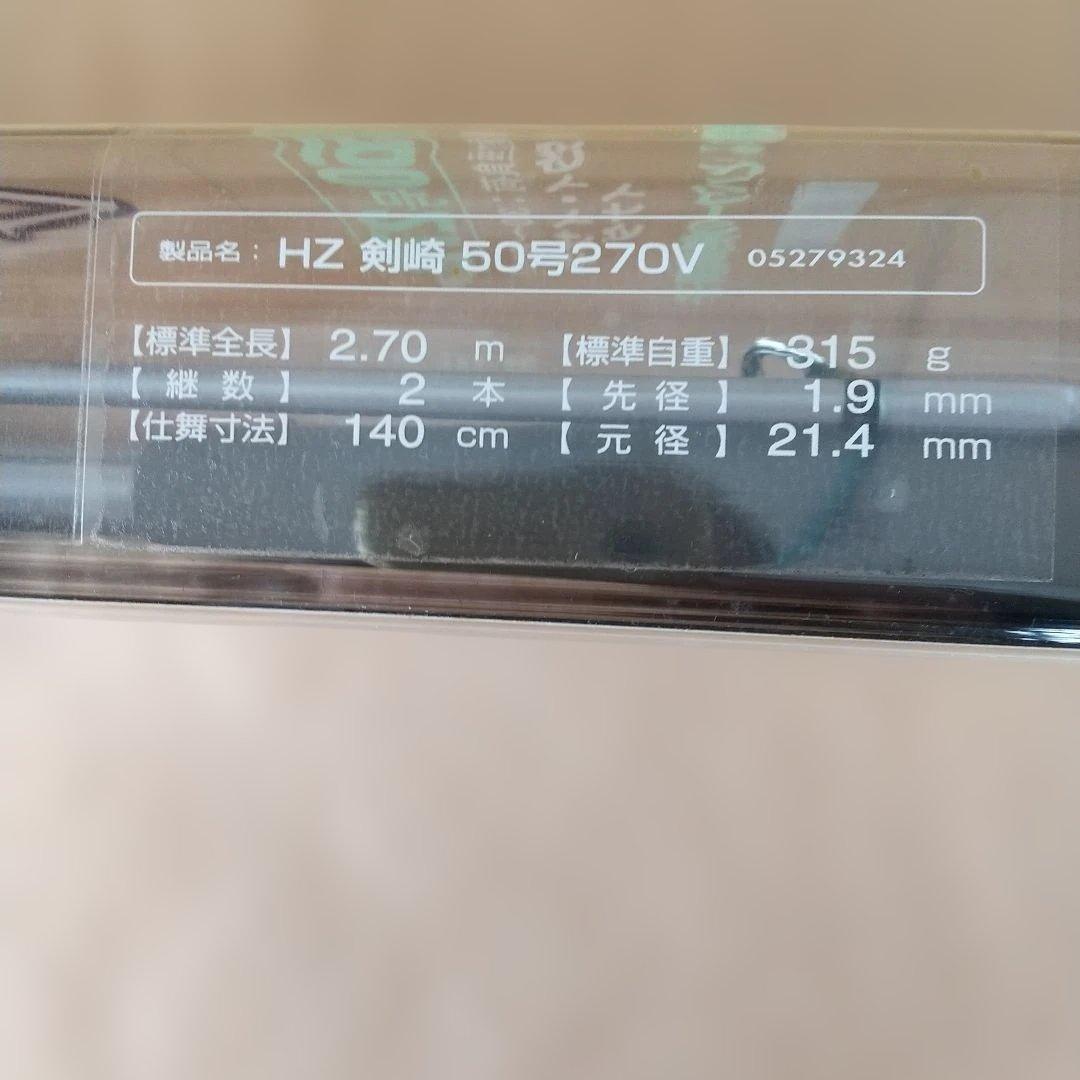 製品名： HZ 剣崎 50号270V 05279324
【標準全長】 2.70 m 【標準自重】 315 g
【 継 数 】 2 本 【 先 径 】 1.9 mm
【仕舞寸法】 140 cm 【 元 径 】 21.4 mm